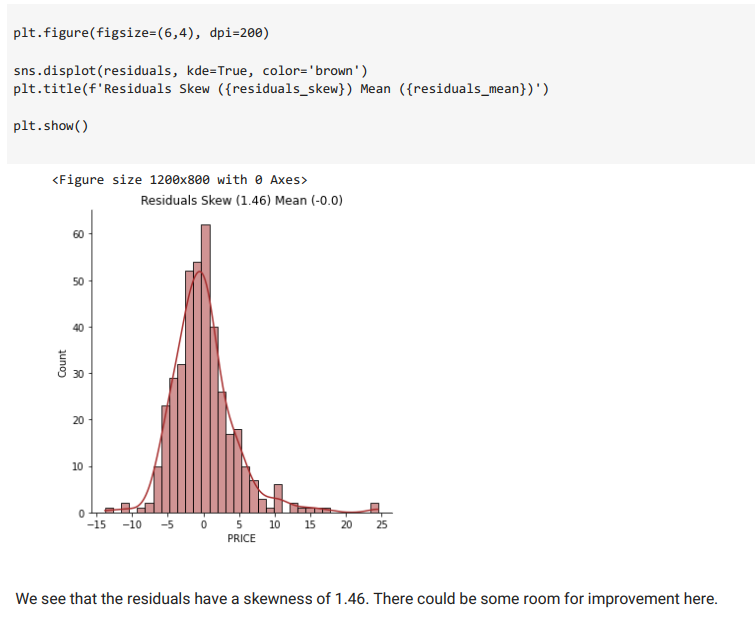 plt.figure(figsize=(6,4), dpi=200)
sns.displot(residuals, kde=True, color='brown')
plt.title(f'Residuals Skew ({residuals_skew}) Mean ({residuals_mean})')
plt.show()
<Figure size 1200x800 with 0 Axes>
Residuals Skew (1.46) Mean (-0.0)
60
50
40
30
20
10
0
Count
−15 −10 −5 0 5 10 15 20 25
PRICE
We see that the residuals have a skewness of 1.46. There could be some room for improvement here.